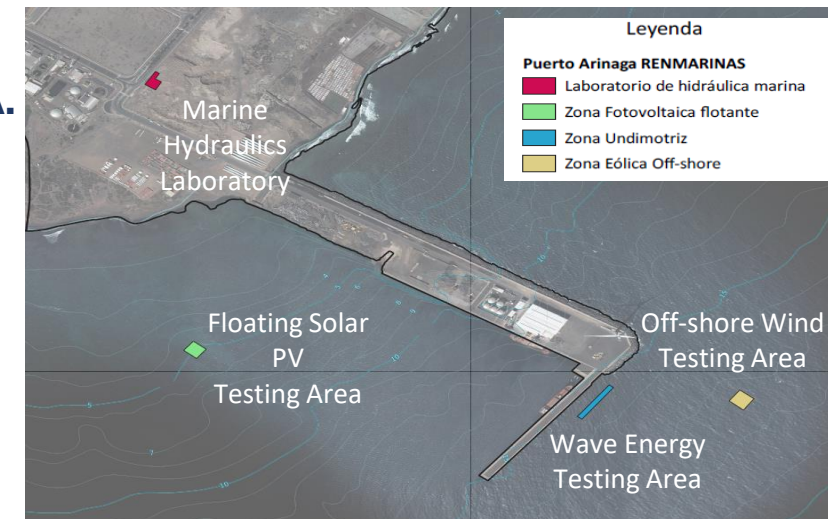 A.
Leyenda
Puerto Arinaga RENMARINAS
Laboratorio de hidráulica marina
Zona Fotovoltaica flotante
Zona Undimotriz
Zona Eólica Off-shore
Marine
Hydraulics
Laboratory
Floating Solar
PV
Testing Area
Off-shore Wind
Testing Area
Wave Energy
Testing Area